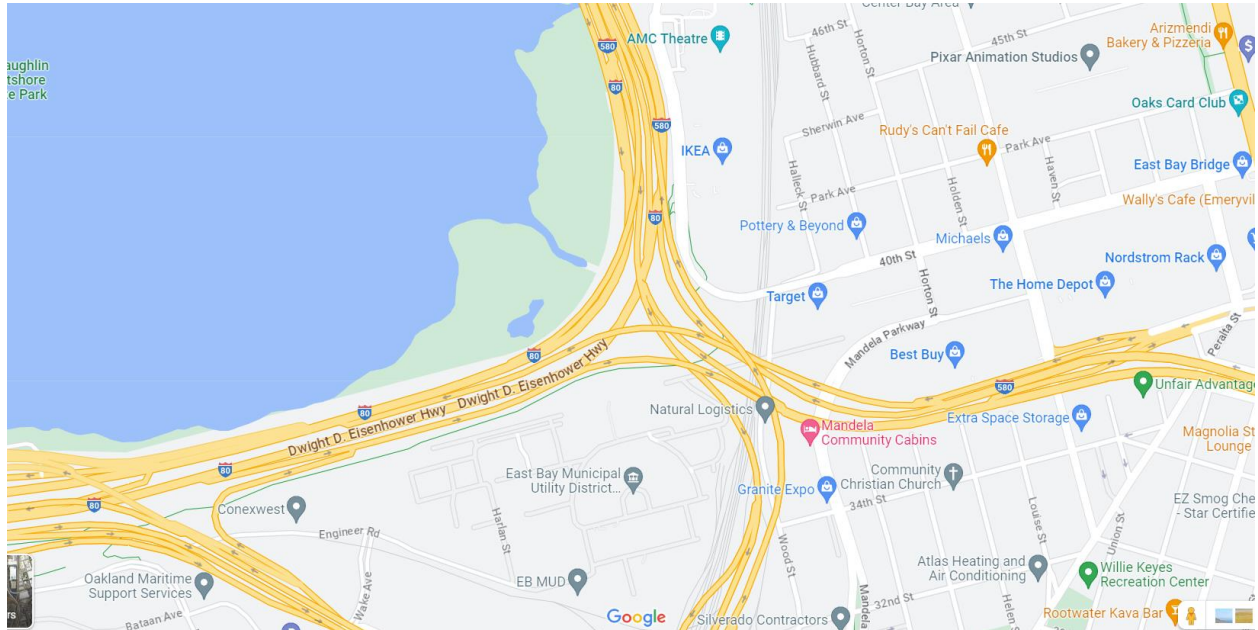 Center Bay Area
580
AMC Theatre
46th St
45th St
Arizmendi
Bakery & Pizzeria
Pixar Animation Studios
Hubbard St
Horton St
aughlin
tshore
e Park
80
Oaks Card Club
580
Sherwin Ave
Rudy's Can't Fail Cafe
Park Ave
IKEA
Halleck St
Haven St
East Bay Bridge
Park Ave
Holden St
Wally's Cafe (Emeryvil
80
Pottery & Beyond
Michaels
40th St
Nordstrom Rack
Target
Horton St
The Home Depot
Mandela Parkway
Peralta St
80
Best Buy
Dwight D. Eisenhower Hwy
Dwight D. Eisenhower Hwy
580
Unfair Advantage
80
Natural Logistics
Mandela
Community Cabins
Extra Space Storage
Magnolia St
Lounge
80
East Bay Municipal
Utility District...
Community
Christian Church
Granite Expo
34th St
80
Conexwest
EZ Smog Che
- Star Certifie
Louise St
Union St
Engineer Rd
Harlan St
Wood St
Atlas Heating and
Air Conditioning
Willie Keyes
Recreation Center
Oakland Maritime
Support Services
Wake Ave
EB MUD
Mandela
32nd St
Helen S
rs
Bataan Ave
Google
Silverado Contractors
Rootwater Kava Bar